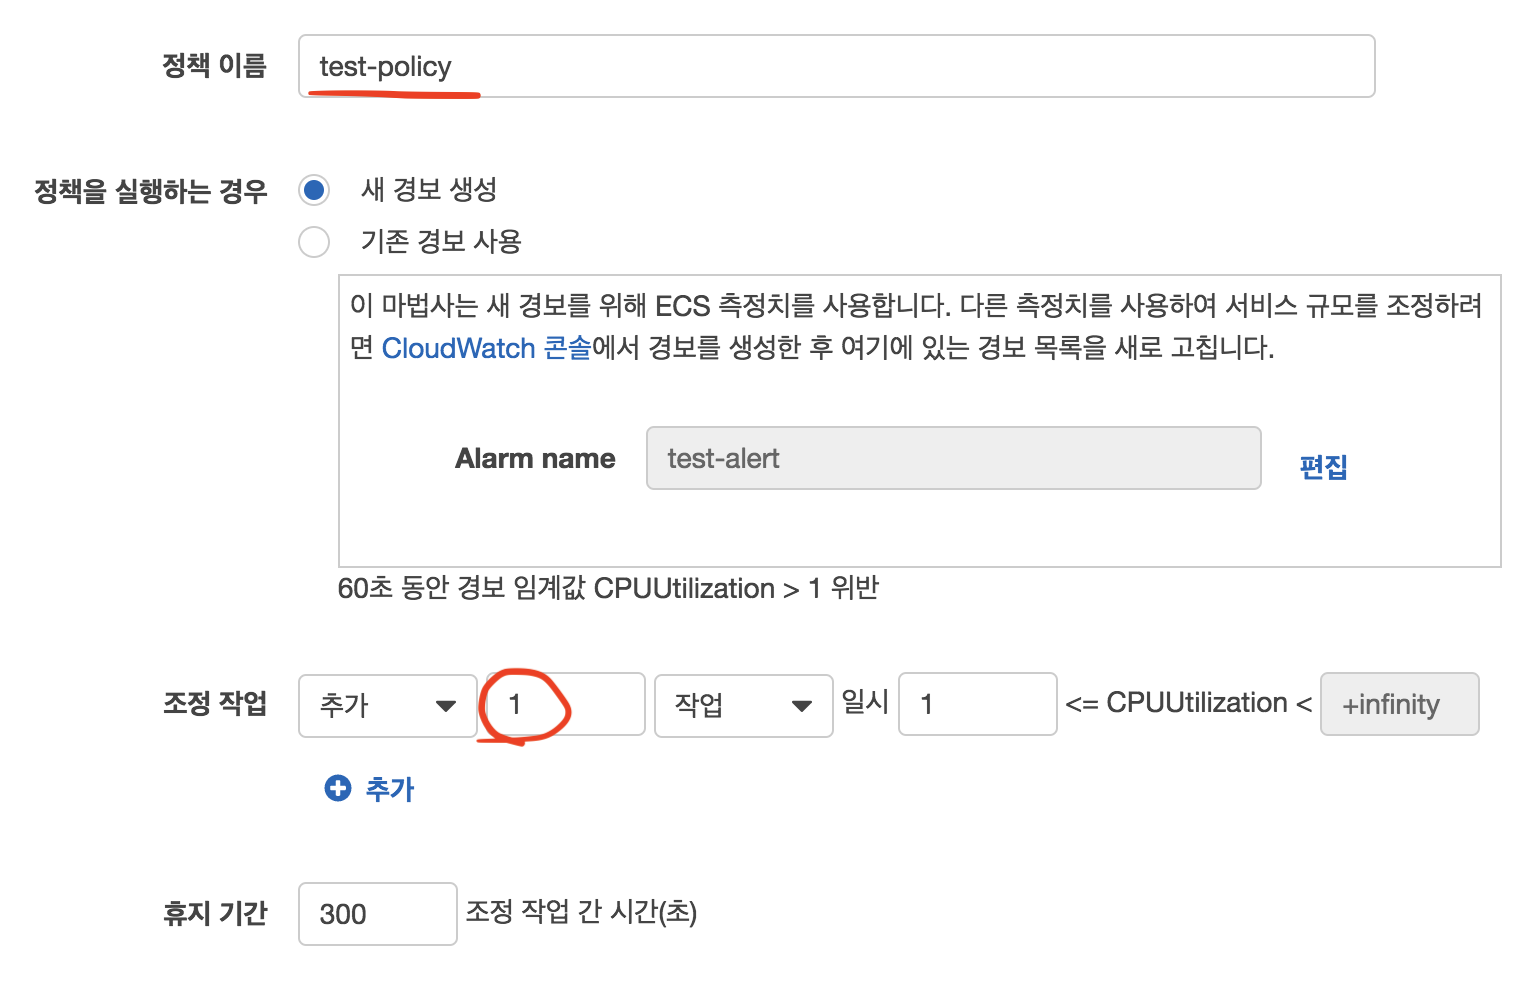 정책 이름 test-policy
정책을 실행하는 경우 새 경보 생성
기존 경보 사용
이 마법사는 새 경보를 위해 ECS 측정치를 사용합니다. 다른 측정치를 사용하여 서비스 규모를 조정하려
면 CloudWatch 콘솔에서 경보를 생성한 후 여기에 있는 경보 목록을 새로 고칩니다.
Alarm name test-alert 편집
60초 동안 경보 임계값 CPUUtilization > 1 위반
조정 작업 추가 1 작업 일시 1 <= CPUUtilization < +infinity
추가
휴지 기간 300 조정 작업 간 시간(초)